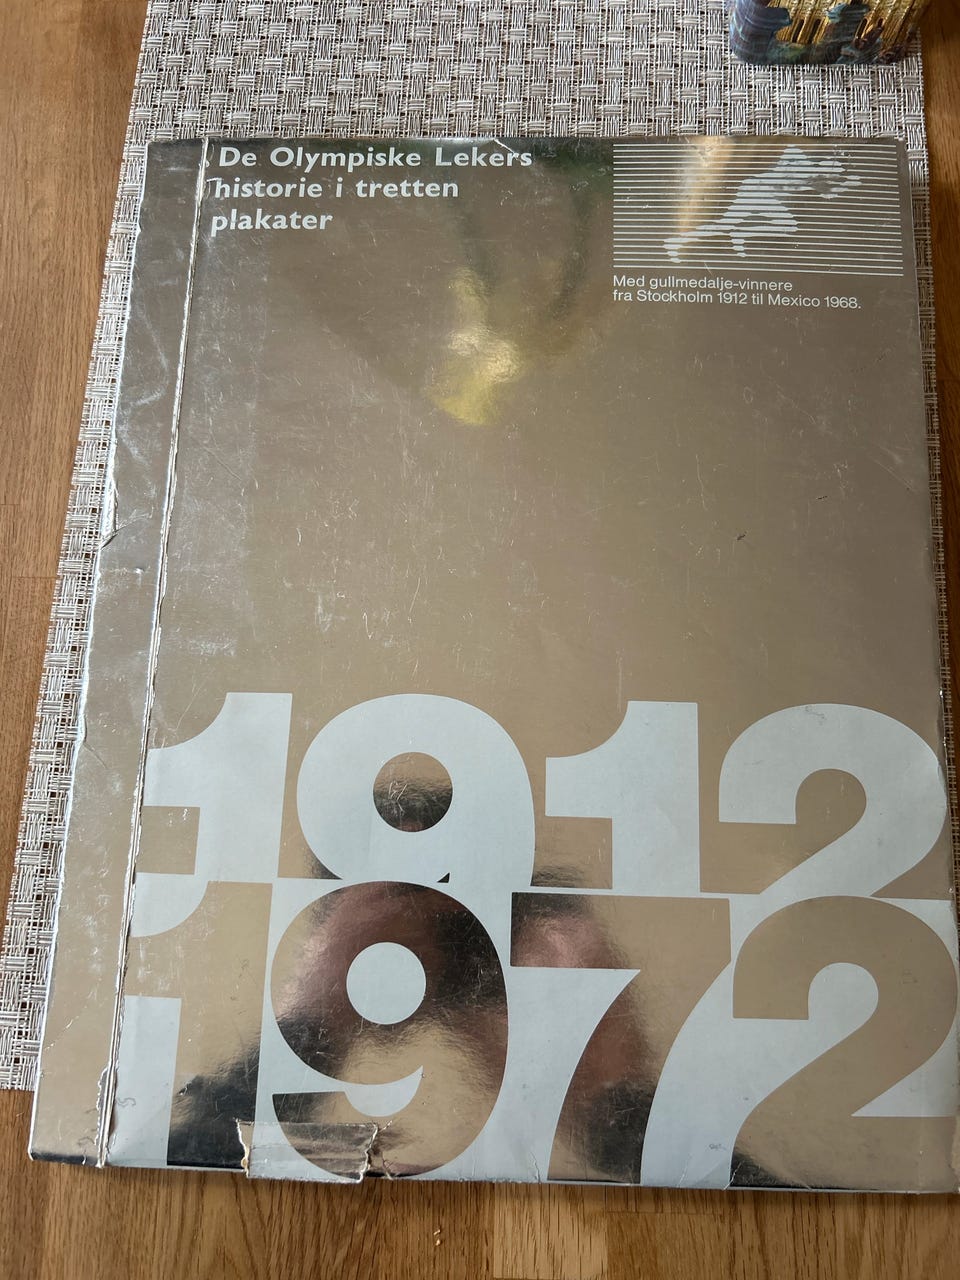 De Olympiske Lekers
historie i tretten
plakater
Med gullmedalje-vinnere
fra Stockholm 1912 til Mexico 1968.
1912
1972